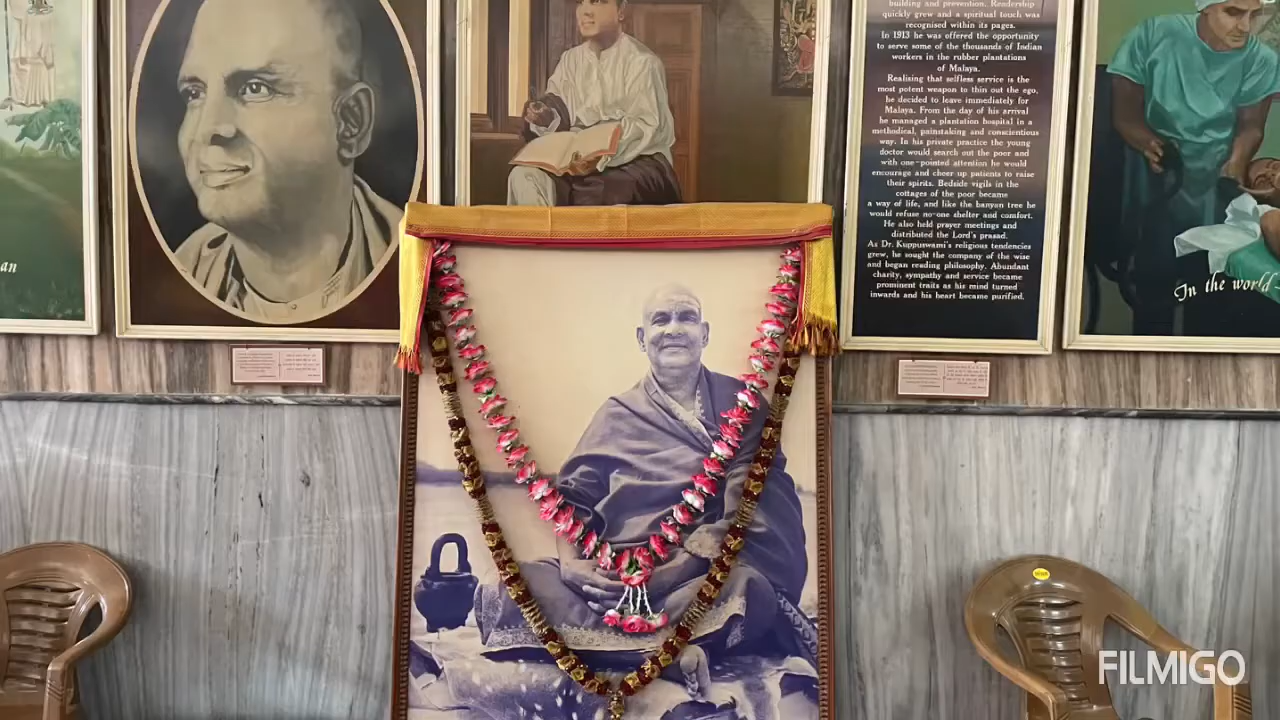 an
building and prevention. Readership
quickly grew and a spiritual touch was
recognised within its pages.
In 1913 he was offered the opportunity
to serve some of the thousands of Indian
workers in the rubber plantations
of Malaya.
Realising that selfless service is the
most potent weapon to thin out the ego,
he decided to leave immediately for
Malaya. From the day of his arrival
he managed a plantation hospital in a
methodical, painstaking and conscientious
way. In his private practice the young
doctor would search out the poor and
with one-pointed attention he would
encourage and cheer up patients to raise
their spirits. Bedside vigils in the
cottages of the poor became
a way of life, and like the banyan tree he
would refuse no-one shelter and comfort.
He also held prayer meetings and
distributed the Lord's prasad.
As Dr. Kuppuswami's religious tendencies
grew, he sought the company of the wise
and began reading philosophy. Abundant
charity, sympathy and service became
prominent traits as his mind turned
inwards and his heart became purified.
In the world
FILMIGO